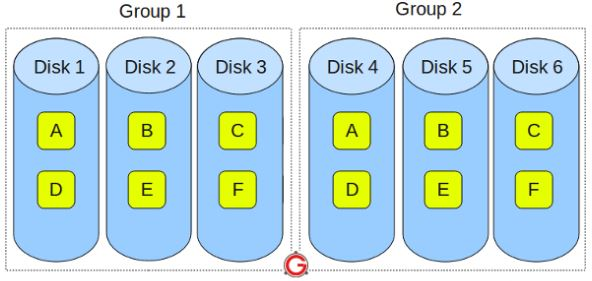 Group 1
Group 2
Disk 1 Disk 2 Disk 3 Disk 4 Disk 5 Disk 6
A B C A B C
D E F D E F
G